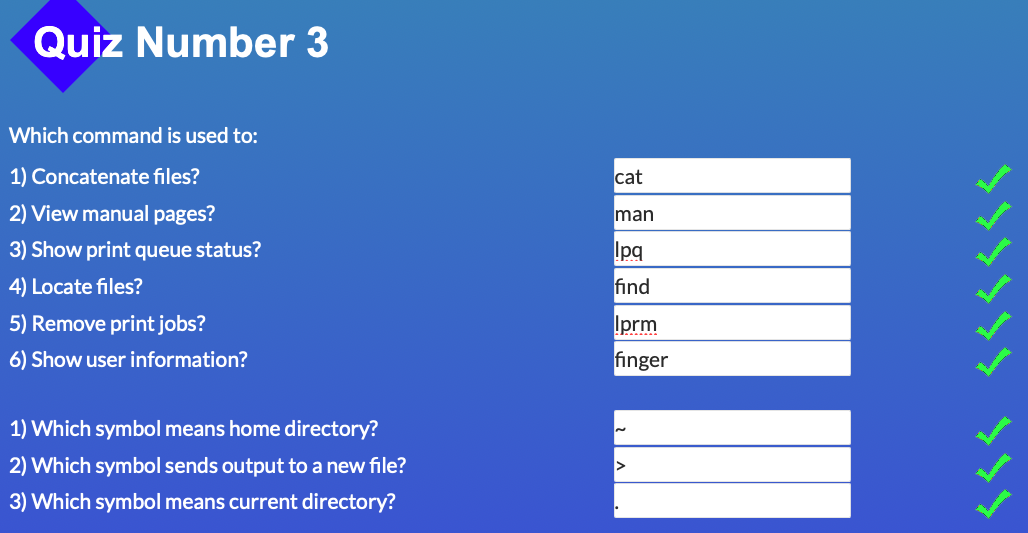 Quiz Number 3
Which command is used to:
1) Concatenate files? cat
2) View manual pages? man
3) Show print queue status? lpq
4) Locate files? find
5) Remove print jobs? lprm
6) Show user information? finger
1) Which symbol means home directory? ~
2) Which symbol sends output to a new file? >
3) Which symbol means current directory? .